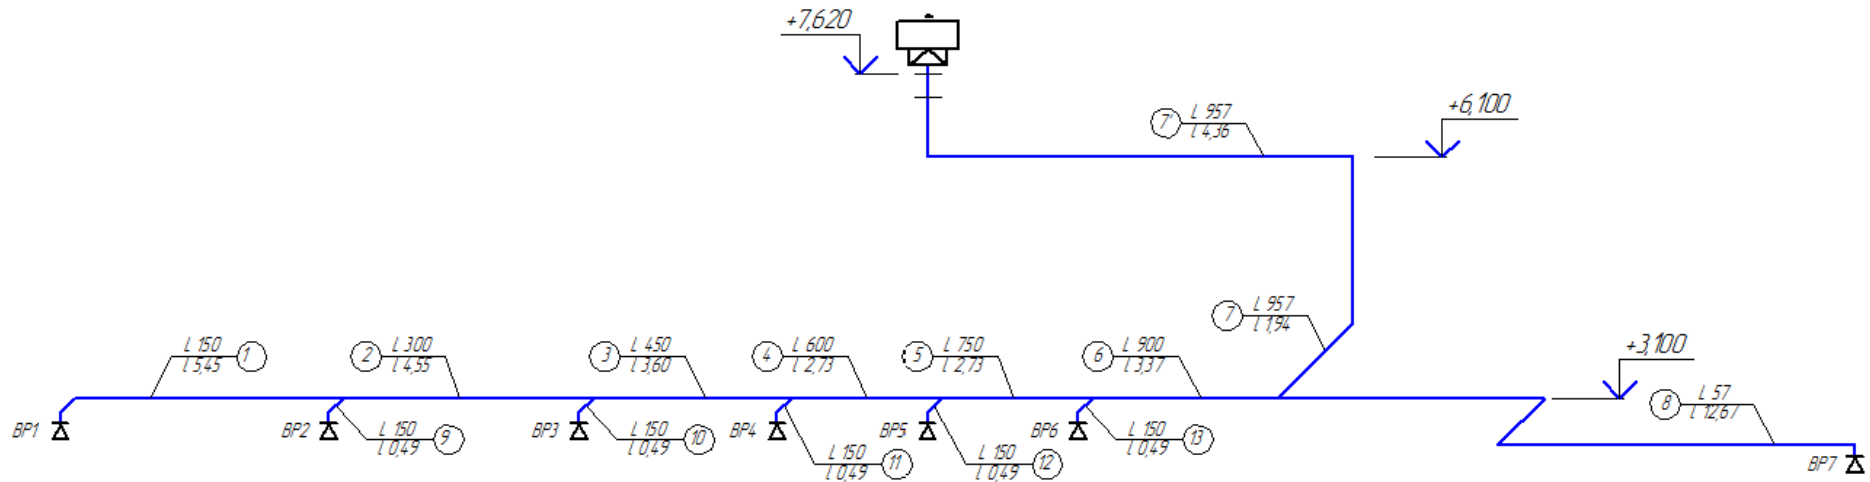 +7,620
7' L 957
l 4,36
+6,100
7 L 957
l 1,94
+3,100
L 150 1
l 5,45
2 L 300
l 4,55
3 L 450
l 3,60
4 L 600
l 2,73
5 L 750
l 2,73
6 L 900
l 3,37
8 L 57
l 12,67
ВР1
ВР2
L 150 9
l 0,49
ВР3
L 150 10
l 0,49
ВР4
L 150 11
l 0,49
ВР5
L 150 12
l 0,49
ВР6
L 150 13
l 0,49
ВР7